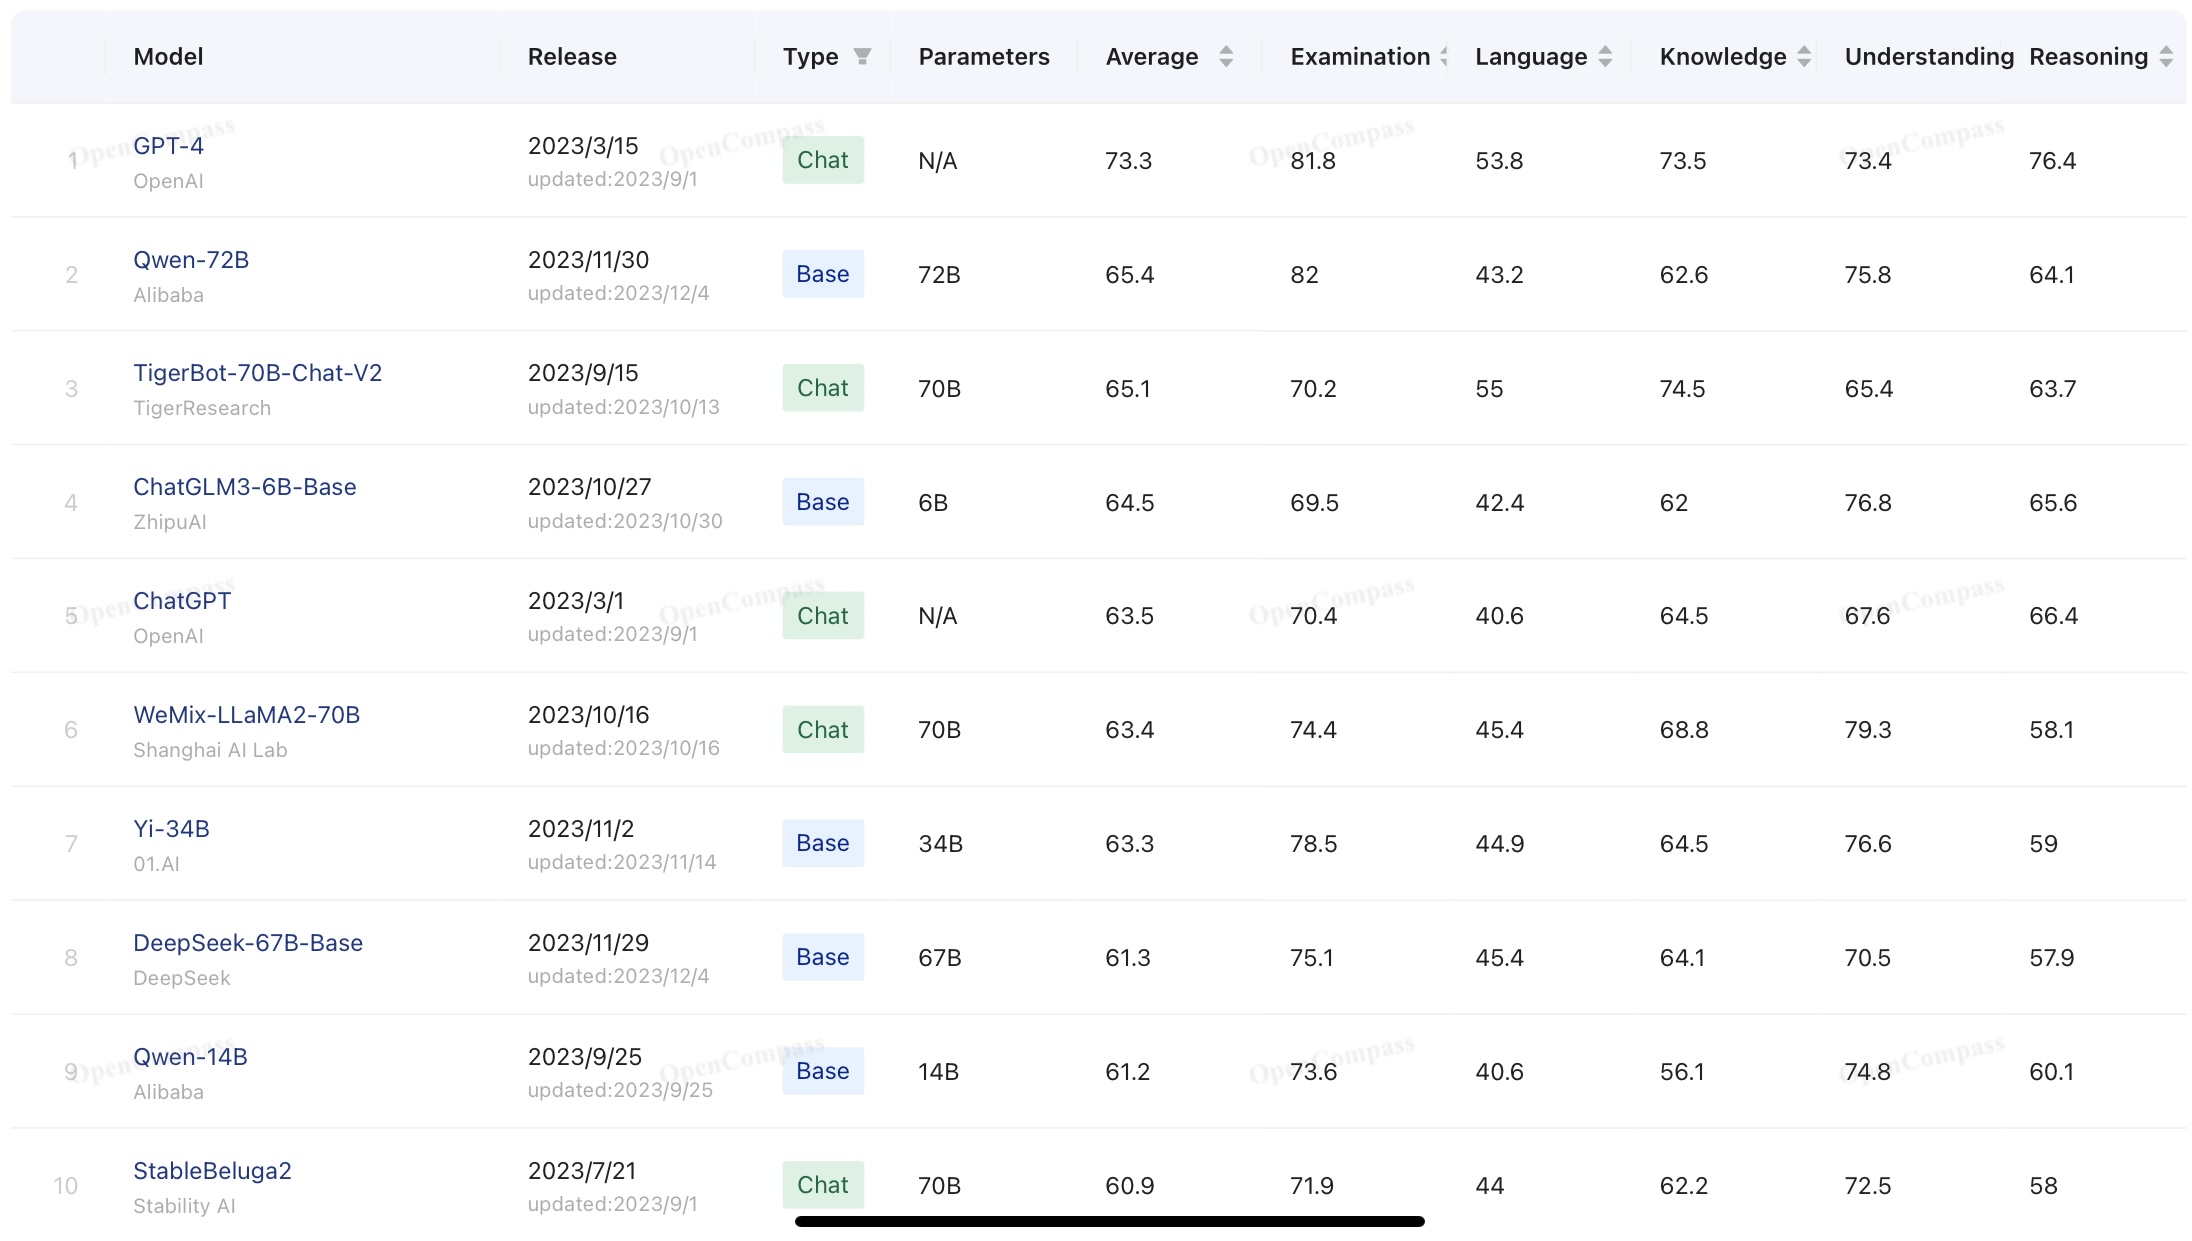 Model Release Type Parameters Average Examination Language Knowledge Understanding Reasoning
1 GPT-4 2023/3/15 Chat N/A 73.3 81.8 53.8 73.5 73.4 76.4
OpenAI updated:2023/9/1
2 Qwen-72B 2023/11/30 Base 72B 65.4 82 43.2 62.6 75.8 64.1
Alibaba updated:2023/12/4
3 TigerBot-70B-Chat-V2 2023/9/15 Chat 70B 65.1 70.2 55 74.5 65.4 63.7
TigerResearch updated:2023/10/13
4 ChatGLM3-6B-Base 2023/10/27 Base 6B 64.5 69.5 42.4 62 76.8 65.6
ZhipuAI updated:2023/10/30
5 ChatGPT 2023/3/1 Chat N/A 63.5 70.4 40.6 64.5 67.6 66.4
OpenAI updated:2023/9/1
6 WeMix-LLaMA2-70B 2023/10/16 Chat 70B 63.4 74.4 45.4 68.8 79.3 58.1
Shanghai AI Lab updated:2023/10/16
7 Yi-34B 2023/11/2 Base 34B 63.3 78.5 44.9 64.5 76.6 59
01.AI updated:2023/11/14
8 DeepSeek-67B-Base 2023/11/29 Base 67B 61.3 75.1 45.4 64.1 70.5 57.9
DeepSeek updated:2023/12/4
9 Qwen-14B 2023/9/25 Base 14B 61.2 73.6 40.6 56.1 74.8 60.1
Alibaba updated:2023/9/25
10 StableBeluga2 2023/7/21 Chat 70B 60.9 71.9 44 62.2 72.5 58
Stability AI updated:2023/9/1
OpenCompass OpenCompass OpenCompass OpenCompass
OpenCompass OpenCompass OpenCompass OpenCompass
OpenCompass OpenCompass OpenCompass OpenCompass